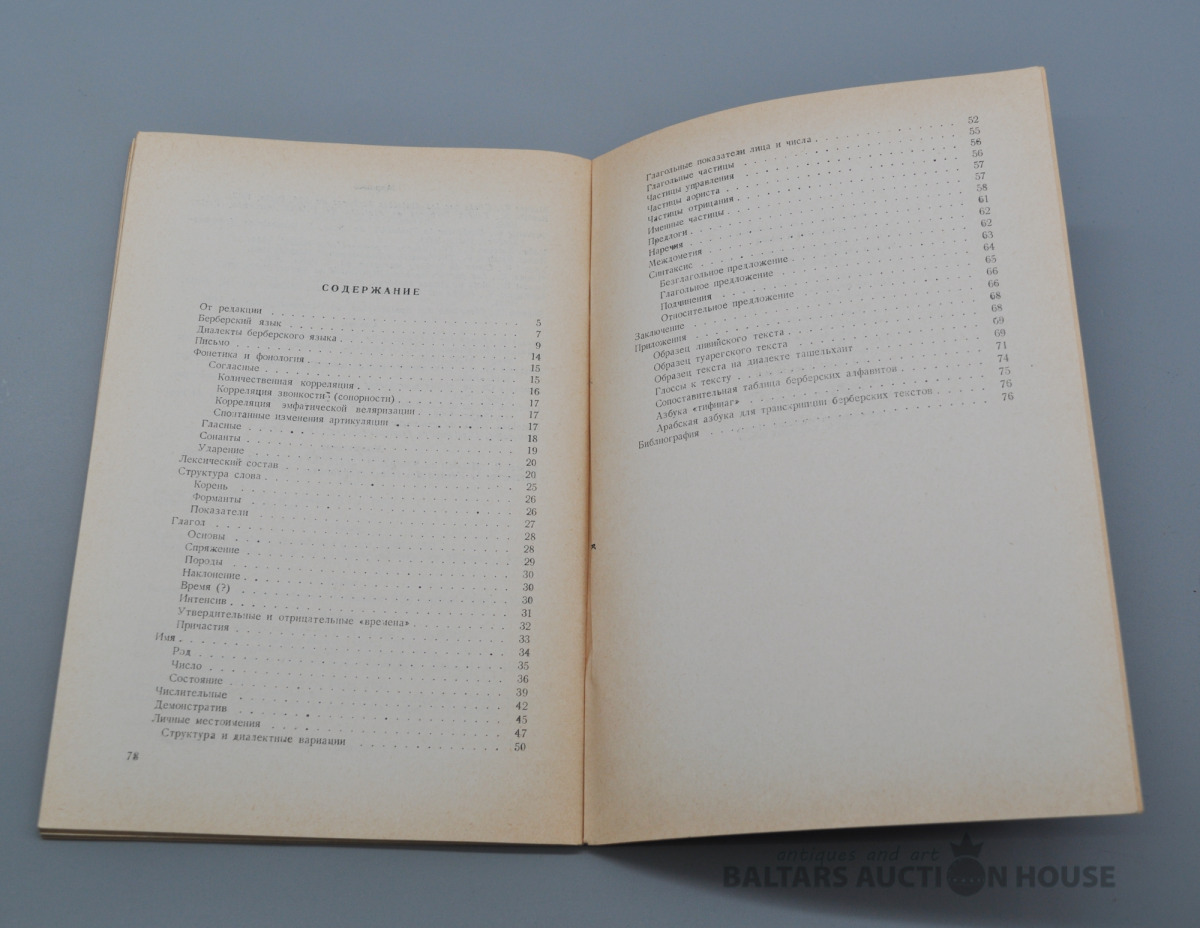 СОДЕРЖАНИЕ
От редакции 5
Берберский язык 7
Диалекты берберского языка 9
Письмо 14
Фонетика и фонология 15
Согласные 15
Количественная корреляция 16
Корреляция звонкости (сонорности) 17
Корреляция эмфатической веляризации 17
Спонтанные изменения артикуляции 17
Гласные 18
Сонанты 19
Ударение 20
Лексический состав 20
Структура слова 25
Корень 26
Форманты 26
Показатели 27
Глагол 28
Основы 28
Спряжение 29
Породы 30
Наклонение 30
Время (?) 30
Интенсив 31
Утвердительные и отрицательные «времена» 32
Причастия 33
Имя 34
Род 35
Число 36
Состояние 39
Числительные 42
Демонстратив 45
Личные местоимения 47
Структура и диалектные вариации 50
78
Глагольные показатели лица и числа 52
Глагольные частицы 55
Частицы управления 56
Частицы аориста 56
Частицы отрицания 57
Именные частицы 57
Предлоги 58
Наречия 61
Междометия 62
Синтаксис 62
Безглагольное предложение 63
Глагольное предложение 64
Подчинения 65
Относительное предложение 66
Заключение 66
Приложения 68
Образец ливийского текста 68
Образец туарегского текста 69
Образец текста на диалекте ташельхаит 69
Глоссы к тексту 71
Сопоставительная таблица берберских алфавитов 74
Азбука «тифинаг» 75
Арабская азбука для транскрипции берберских текстов 76
Библиография 76
antiques and art
BALTARS AUCTION HOUSE